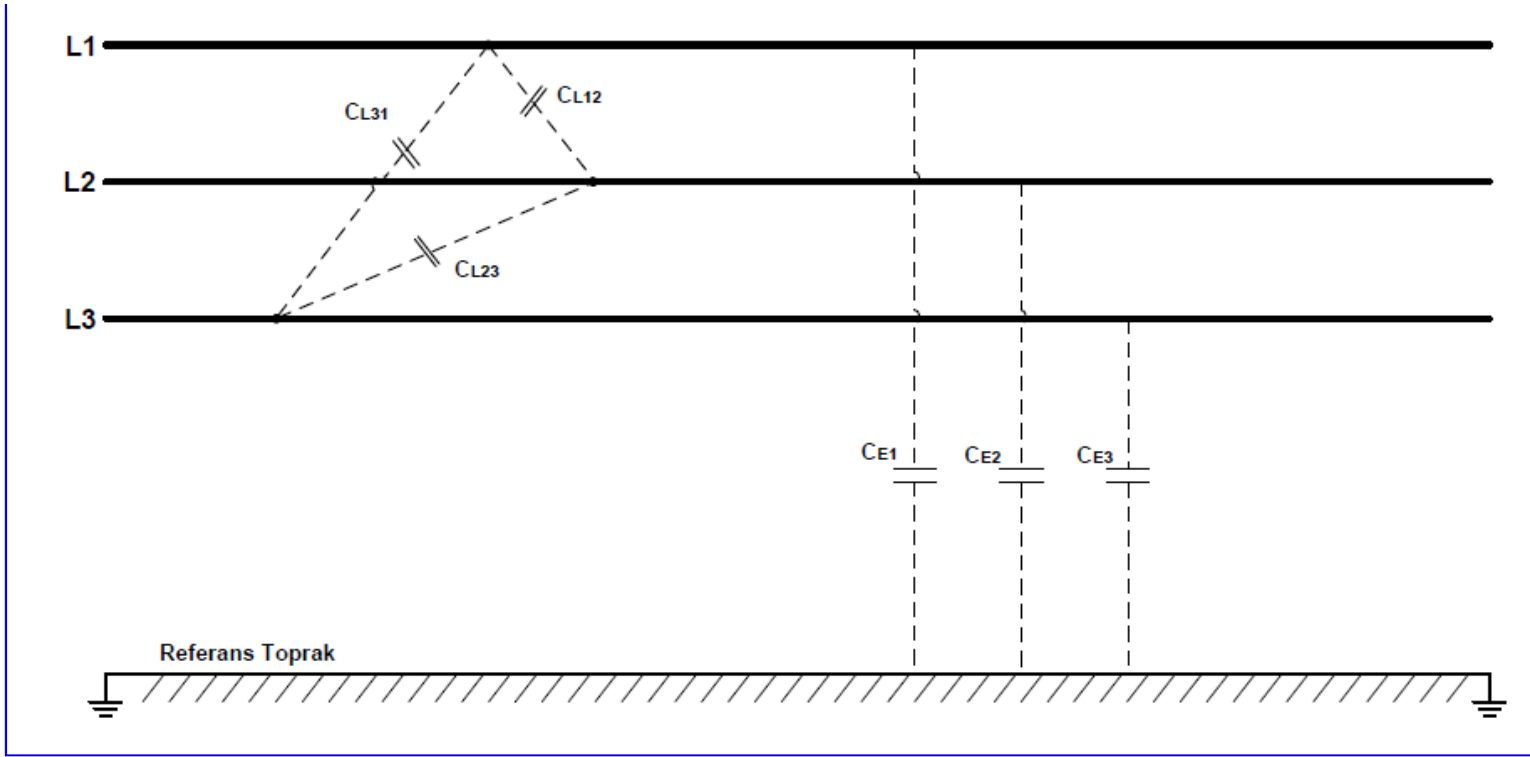 L1
CL31
CL12
L2
CL23
L3
CE1
CE2
CE3
Referans Toprak